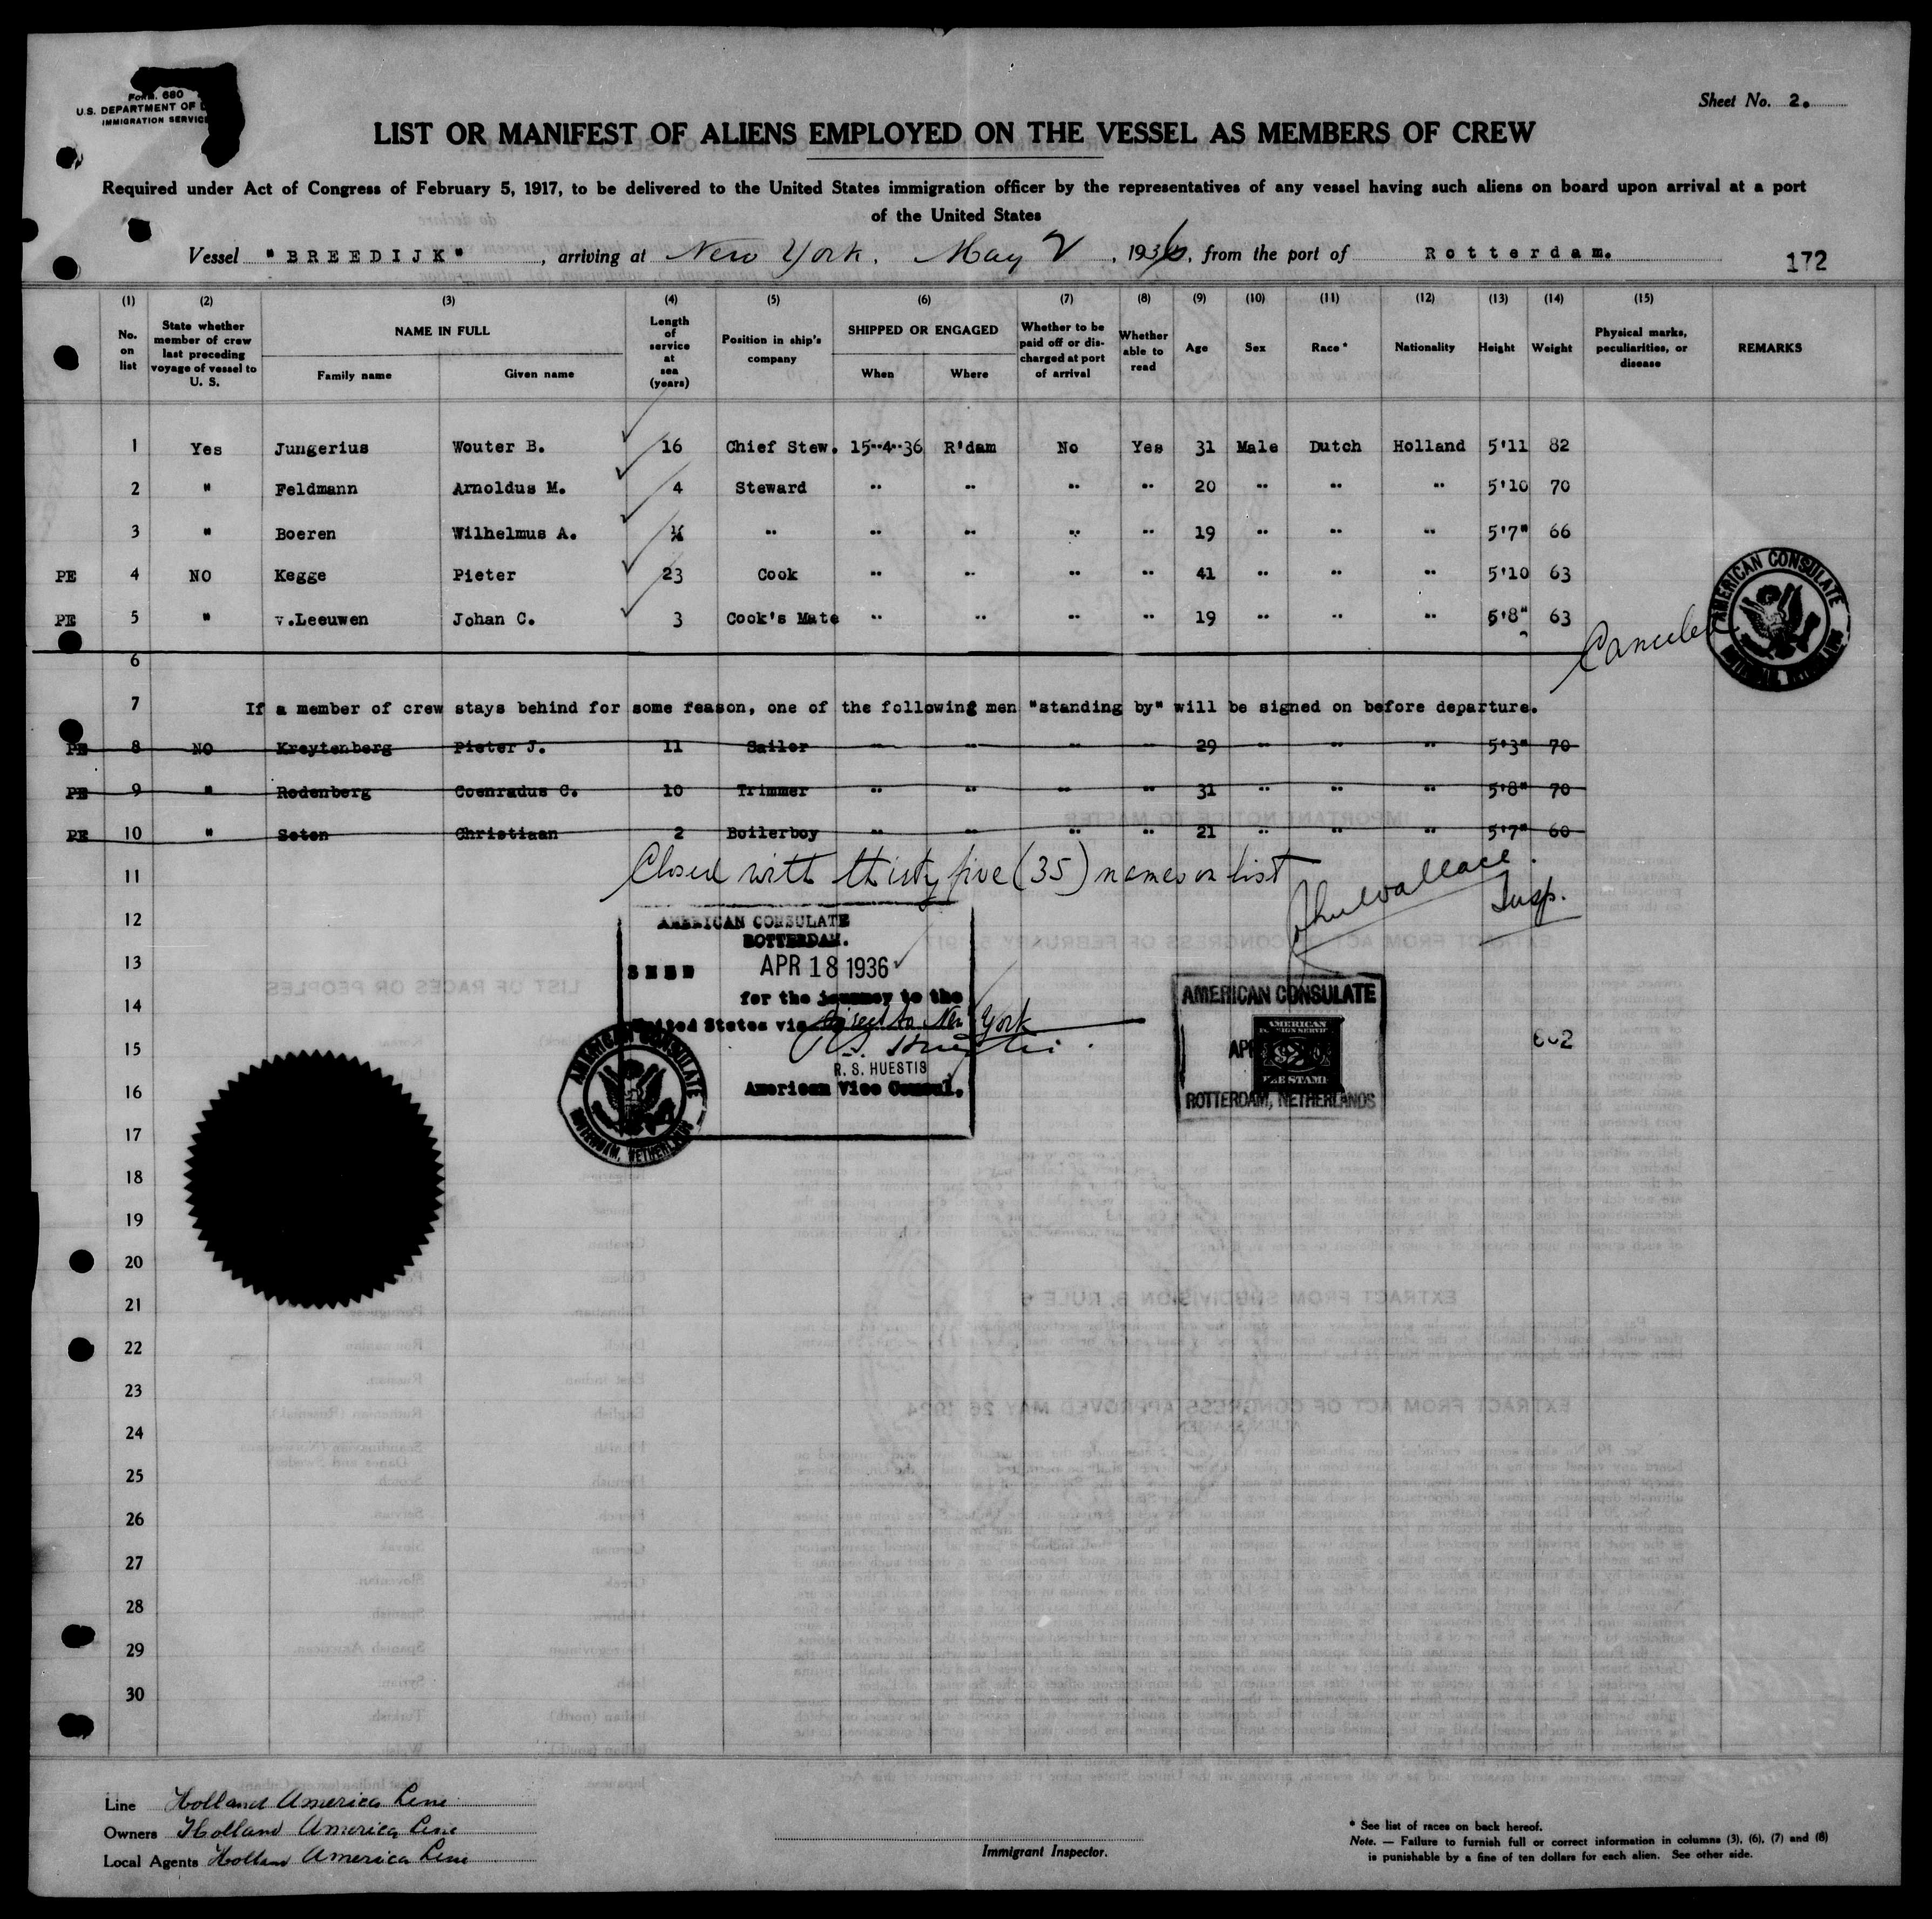 Form. 680
U.S. DEPARTMENT OF
IMMIGRATION SERVICE
Sheet No. 2.
LIST OR MANIFEST OF ALIENS EMPLOYED ON THE VESSEL AS MEMBERS OF CREW
Required under Act of Congress of February 5, 1917, to be delivered to the United States immigration officer by the representatives of any vessel having such aliens on board upon arrival at a port
of the United States
Vessel "BREEDIJK", arriving at New York, May 2, 1936, from the port of Rotterdam. 172
(1) (2) (3) (4) (5) (6) (7) (8) (9) (10) (11) (12) (13) (14) (15)
No. on list State whether member of crew last preceding voyage of vessel to U. S. NAME IN FULL Family name Given name Length of service at sea (years) Position in ship's company SHIPPED OR ENGAGED When Where Whether to be paid off or discharged at port of arrival Whether able to read Age Sex Race * Nationality Height Weight Physical marks, peculiarities, or disease REMARKS
1 Yes Jungerius Wouter B. 16 Chief Stew. 15-4-36 R'dam No Yes 31 Male Dutch Holland 5'11 82
2 " Feldmann Arnoldus M. 4 Steward " " " " 20 " " " 5'10 70
3 " Boeren Wilhelmus A. " " " " " 19 " " " 5'7" 66
PE 4 NO Kegge Pieter 23 Cook " " " " 41 " " " 5'10 63
PE 5 " v.Leeuwen Johan C. 3 Cook's Mate " " " " 19 " " " 5'8" 63
AMERICAN CONSULATE
6
7 If a member of crew stays behind for some reason, one of the following men "standing by" will be signed on before departure.
PE 8 NO Kreytenberg Pieter J. 11 Sailor " " " " 29 " " " 5'3" 70
PE 9 " Rodenberg Coenradus C. 10 Trimmer " " " " 31 " " " 5'8" 70
PE 10 " Seton Christiaan 2 Boilerboy " " " " 21 " " " 5'7" 60
11 Closed with thirty five (35) names on list
John Wallace Insp.
12 AMERICAN CONSULATE
ROTTERDAM.
13 SEEN APR 18 1936
14 for the journey to the
United States via Direct to New York
15
R. S. HUESTIS
16 American Vice Consul.
AMERICAN CONSULATE
ROTTERDAM, NETHERLANDS
AMERICAN CONSULATE
APR
AMERICAN
FOREIGN SERVICE
FEE STAMP
ROTTERDAM, NETHERLANDS
17
18
19
20
21
22
23
24
25
26
27
28
29
30
Line Holland America Line
Owners Holland America Line
Local Agents Holland America Line
Immigrant Inspector.
* See list of races on back hereof.
Note. — Failure to furnish full or correct information in columns (3), (6), (7) and (8)
is punishable by a fine of ten dollars for each alien. See other side.